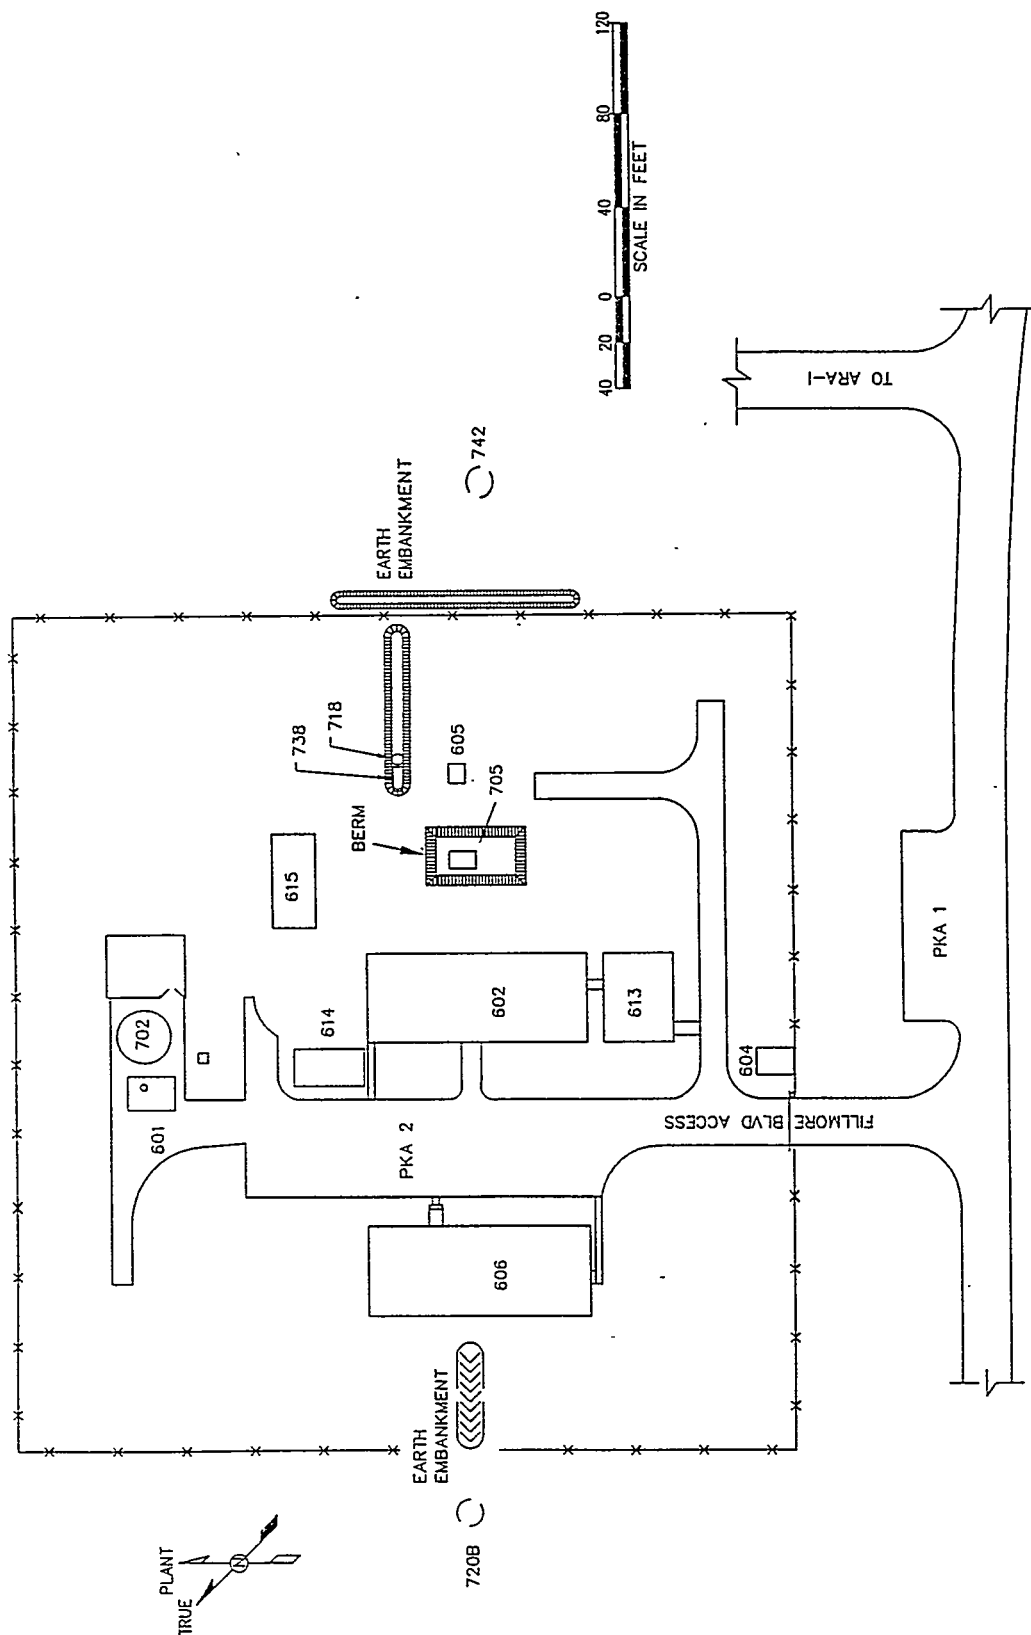 120
80
40
0
20
40
SCALE IN FEET
TO ARA-I
742
EARTH
EMBANKMENT
718
738
605
705
BERM
615
PKA 1
702
614
602
613
604
601
PKA 2
FILLMORE BLVD ACCESS
606
EARTH
EMBANKMENT
720B
PLANT
TRUE
N